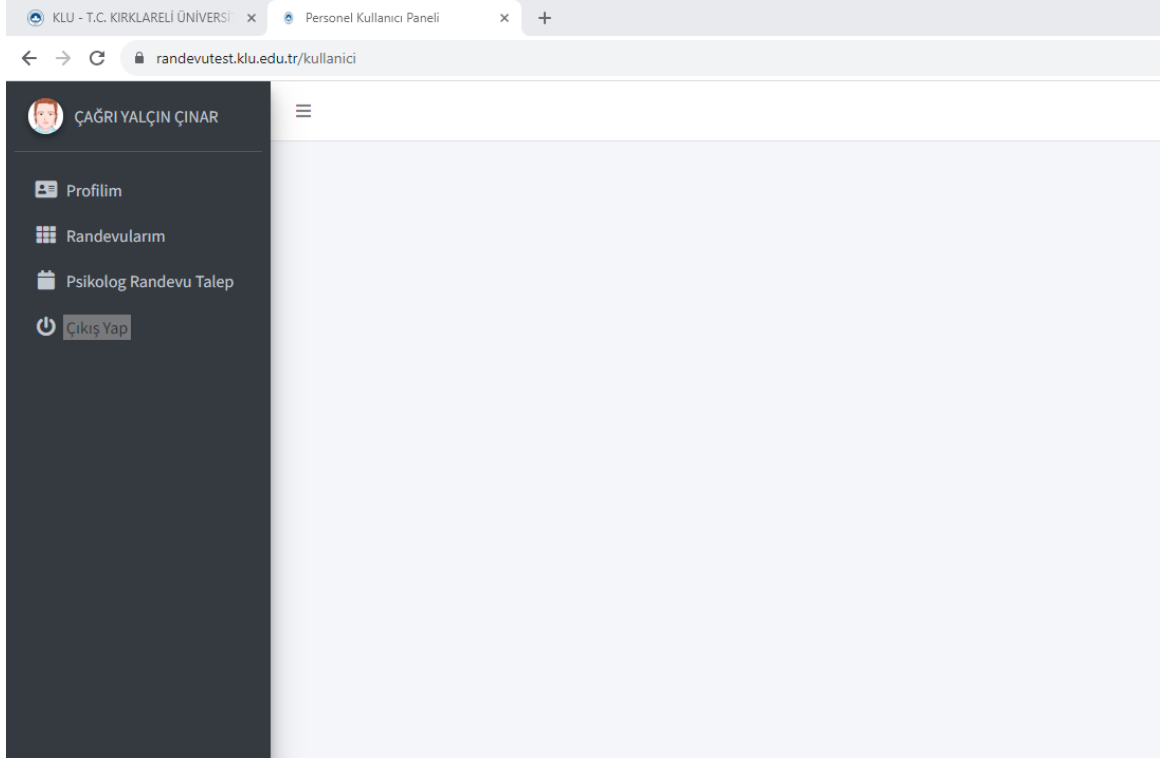 KLU - T.C. KIRKLARELİ ÜNİVERSİT
Personel Kullanıcı Paneli
randevutest.klu.edu.tr/kullanici
ÇAĞRI YALÇIN ÇINAR
Profilim
Randevularım
Psikolog Randevu Talep
Çıkış Yap